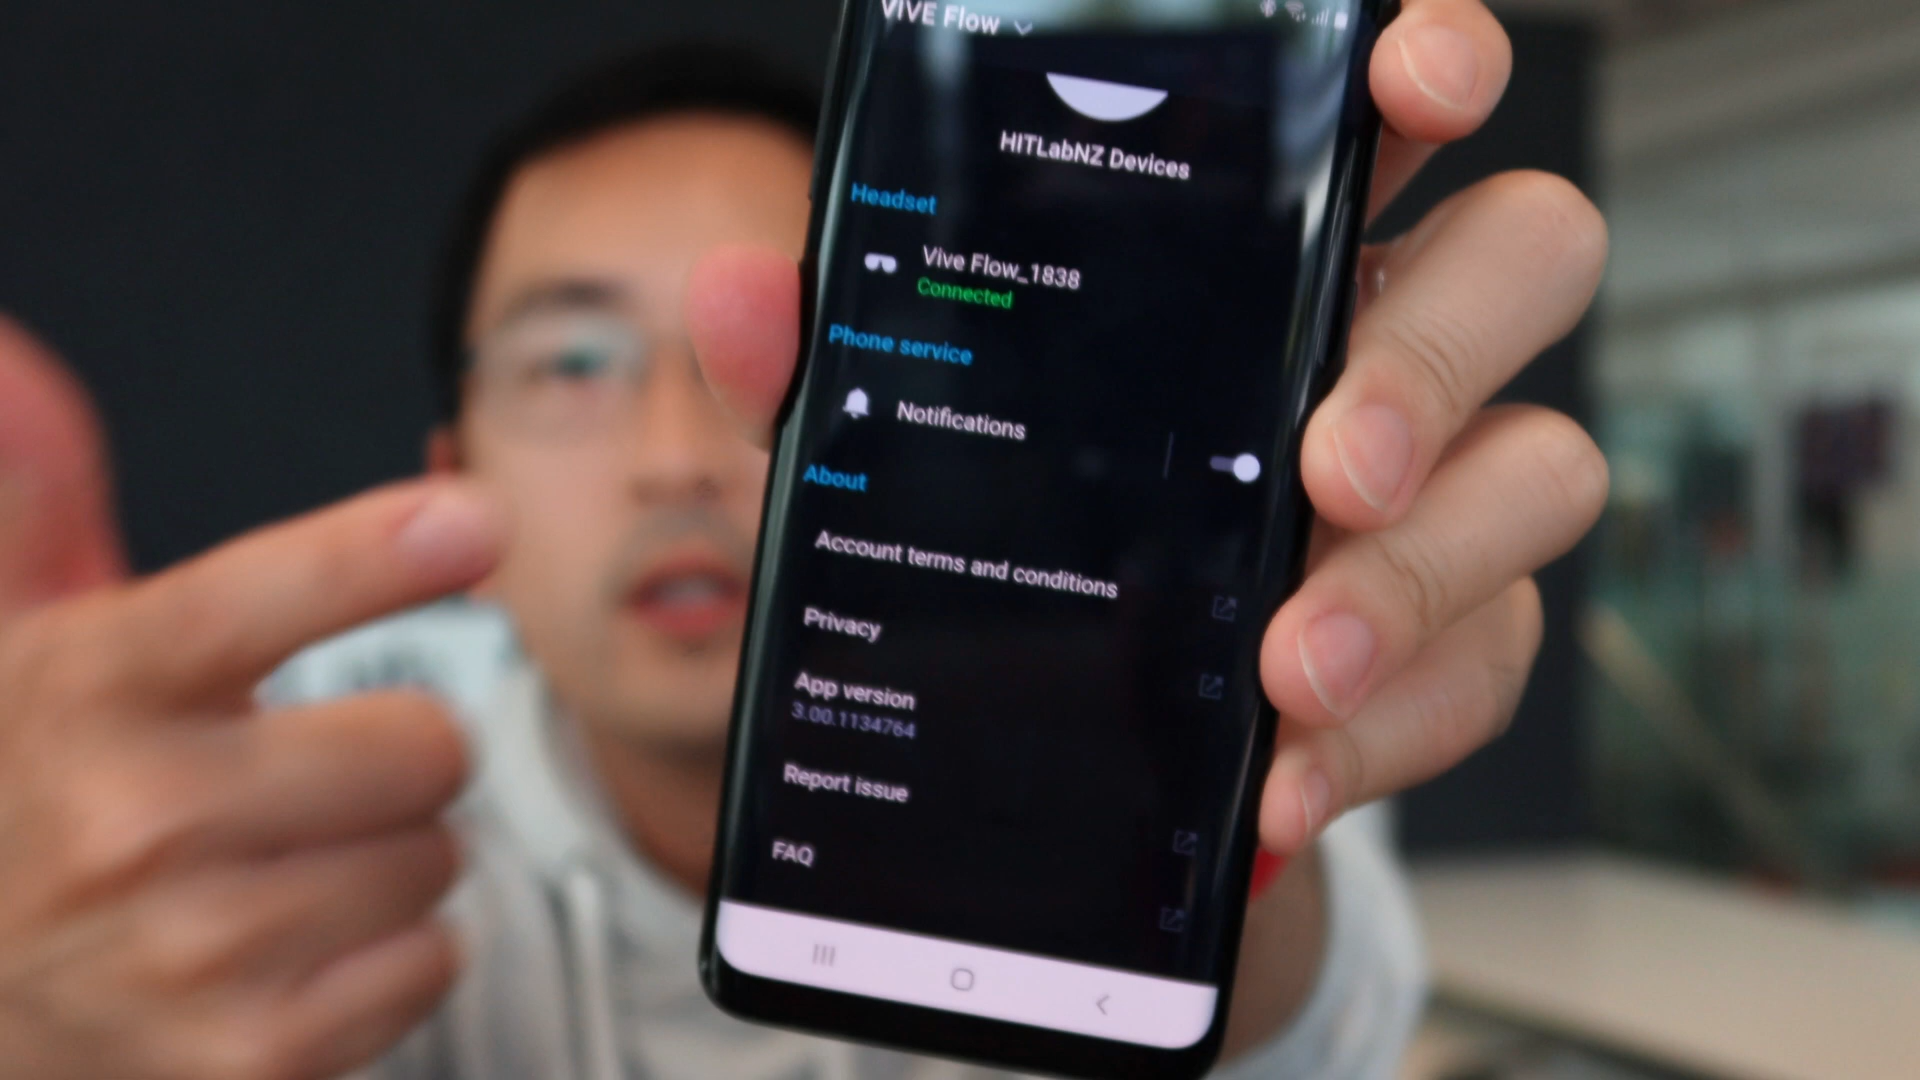 VIVE Flow
HITLabNZ Devices
Headset
Vive Flow_1838
Connected
Phone service
Notifications
About
Account terms and conditions
Privacy
App version
3.00.1134764
Report issue
FAQ